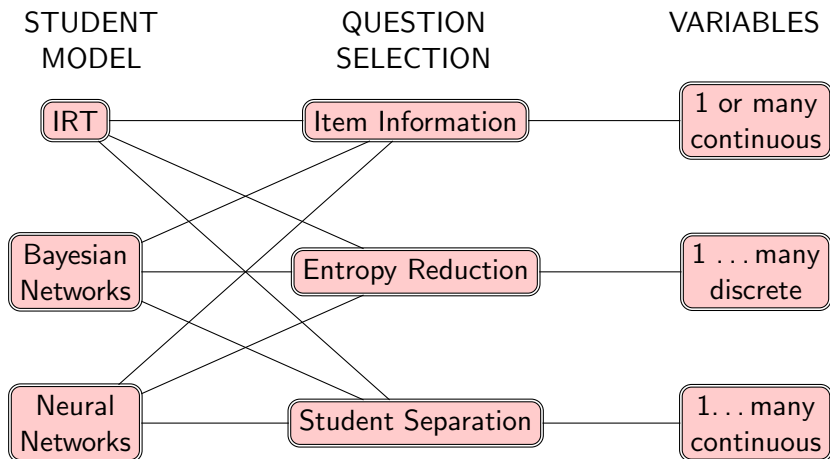 STUDENT
MODEL
QUESTION
SELECTION
VARIABLES
IRT
Item Information
1 or many
continuous
Bayesian
Networks
Entropy Reduction
1 ... many
discrete
Neural
Networks
Student Separation
1... many
continuous